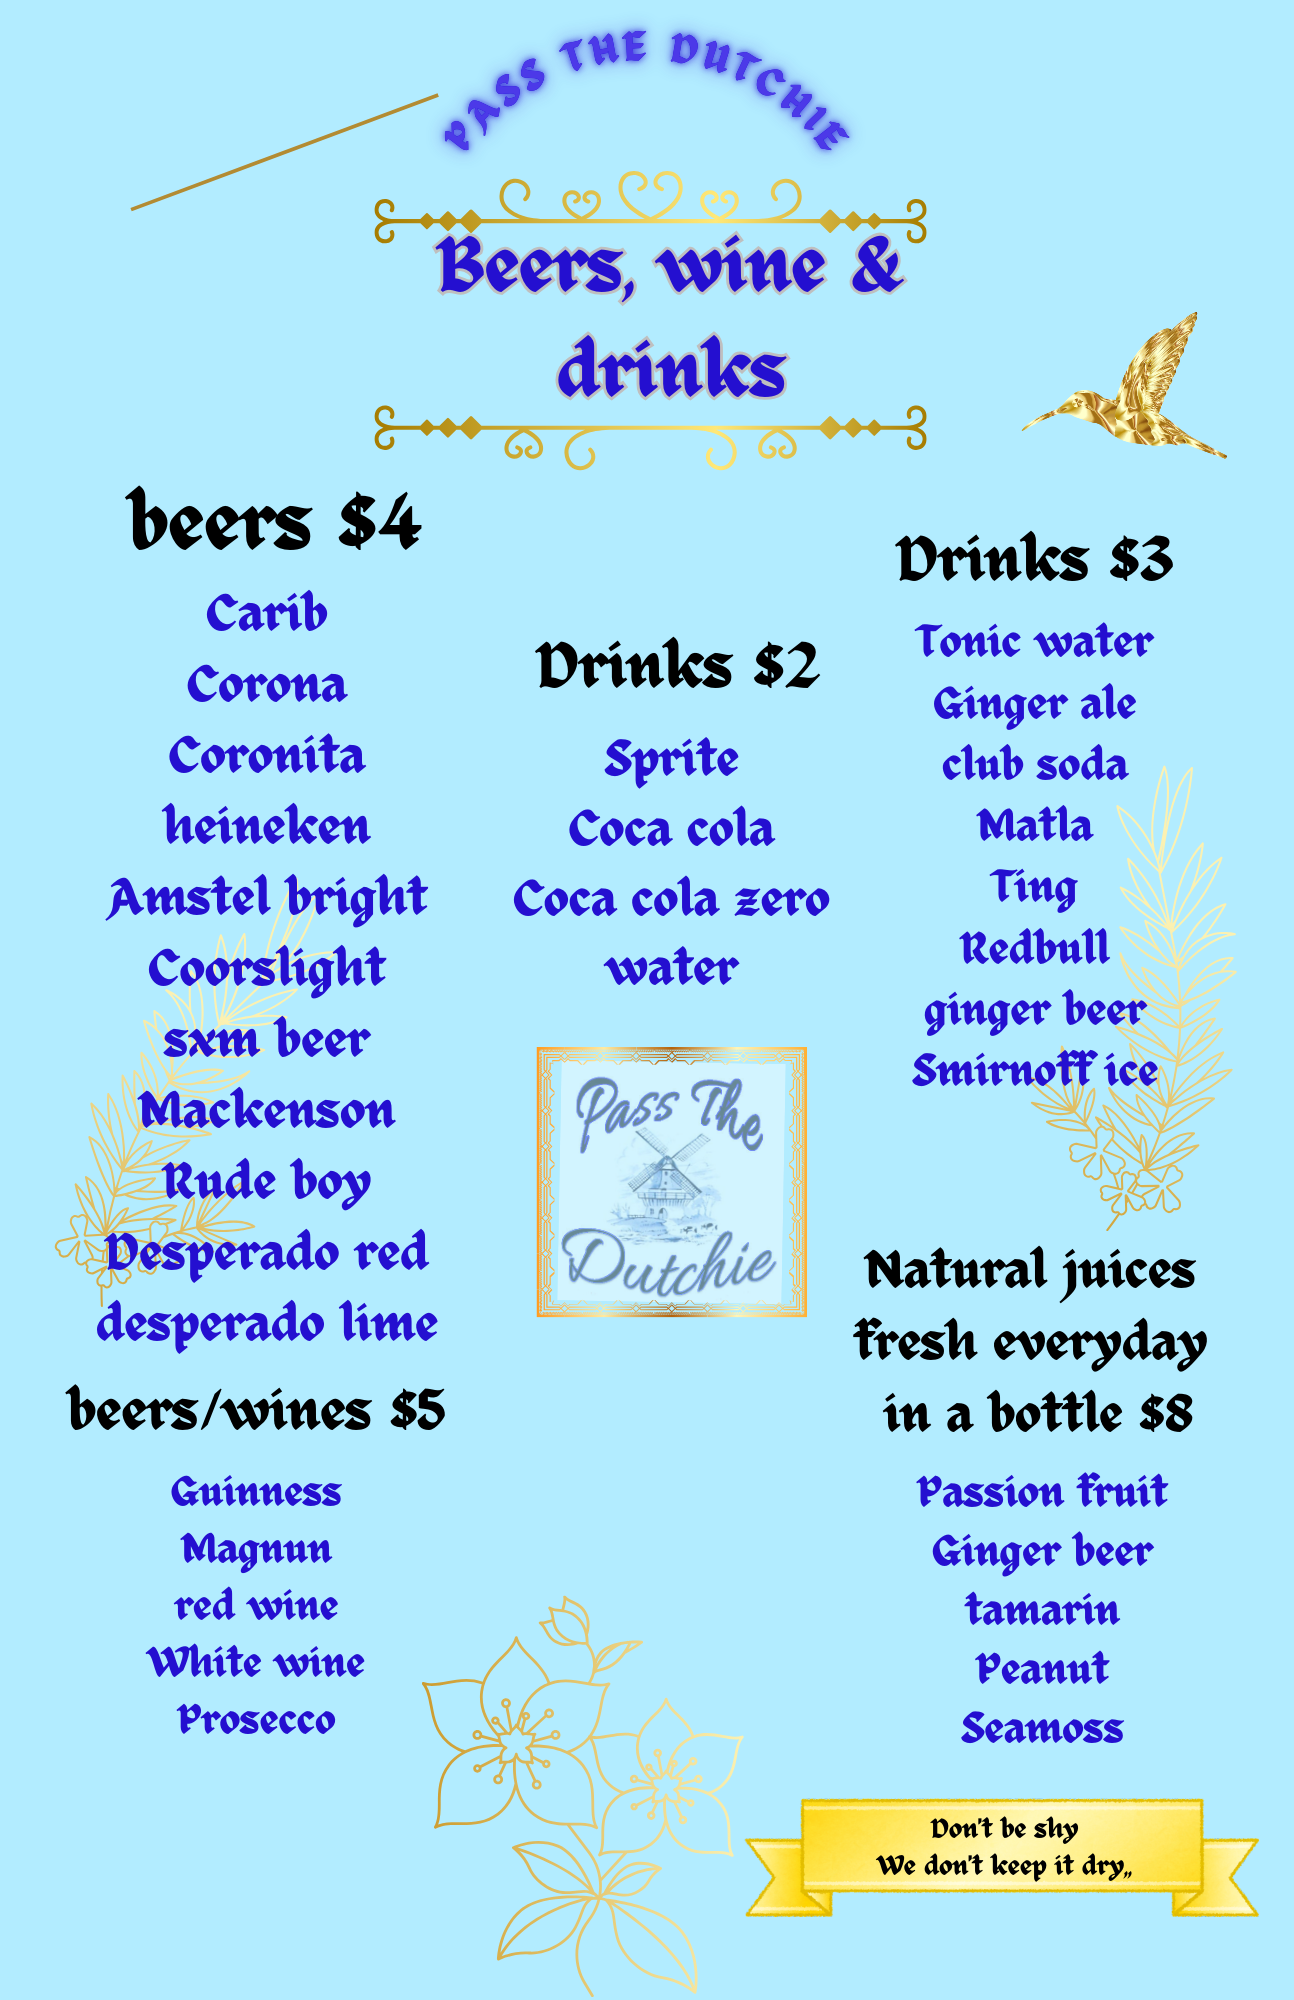 PASS THE DUTCHIE
Beers, wine &
drinks
beers $4
Carib
Corona
Coronita
heineken
Amstel bright
Coorslight
sxm beer
Mackenson
Rude boy
Desperado red
desperado lime
beers/wines $5
Guinness
Magnun
red wine
White wine
Prosecco
Drinks $2
Sprite
Coca cola
Coca cola zero
water
Pass The
Dutchie
Drinks $3
Tonic water
Ginger ale
club soda
Matla
Ting
Redbull
ginger beer
Smirnoff ice
Natural juices
fresh everyday
in a bottle $8
Passion fruit
Ginger beer
tamarin
Peanut
Seamoss
Don't be shy
We don't keep it dry,,